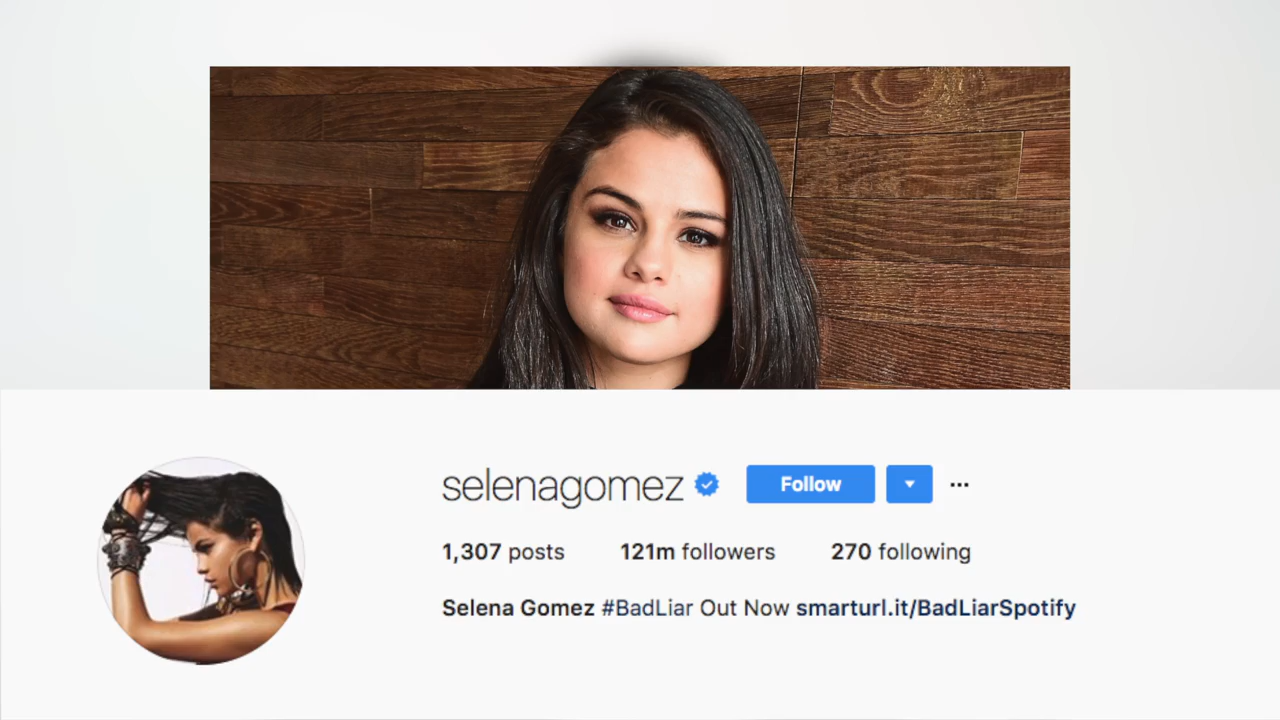 selenagomez Follow ...
1,307 posts 121m followers 270 following
Selena Gomez #BadLiar Out Now smarturl.it/BadLiarSpotify